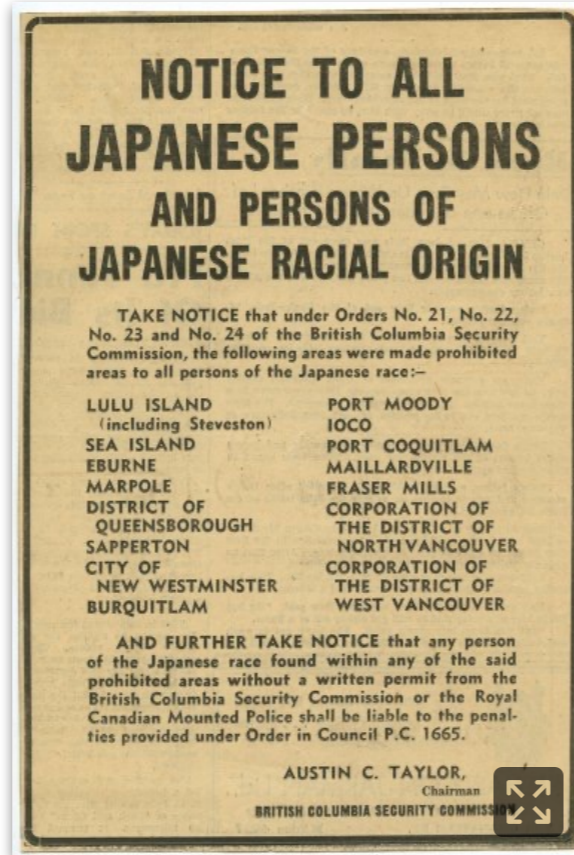 NOTICE TO ALL
JAPANESE PERSONS
AND PERSONS OF
JAPANESE RACIAL ORIGIN
TAKE NOTICE that under Orders No. 21, No. 22,
No. 23 and No. 24 of the British Columbia Security
Commission, the following areas were made prohibited
areas to all persons of the Japanese race:—
LULU ISLAND
(including Steveston)
SEA ISLAND
EBURNE
MARPOLE
DISTRICT OF
QUEENSBOROUGH
SAPPERTON
CITY OF
NEW WESTMINSTER
BURQUITLAM
PORT MOODY
IOCO
PORT COQUITLAM
MAILLARDVILLE
FRASER MILLS
CORPORATION OF
THE DISTRICT OF
NORTH VANCOUVER
CORPORATION OF
THE DISTRICT OF
WEST VANCOUVER
AND FURTHER TAKE NOTICE that any person
of the Japanese race found within any of the said
prohibited areas without a written permit from the
British Columbia Security Commission or the Royal
Canadian Mounted Police shall be liable to the penal-
ties provided under Order in Council P.C. 1665.
AUSTIN C. TAYLOR,
Chairman
BRITISH COLUMBIA SECURITY COMMISSION